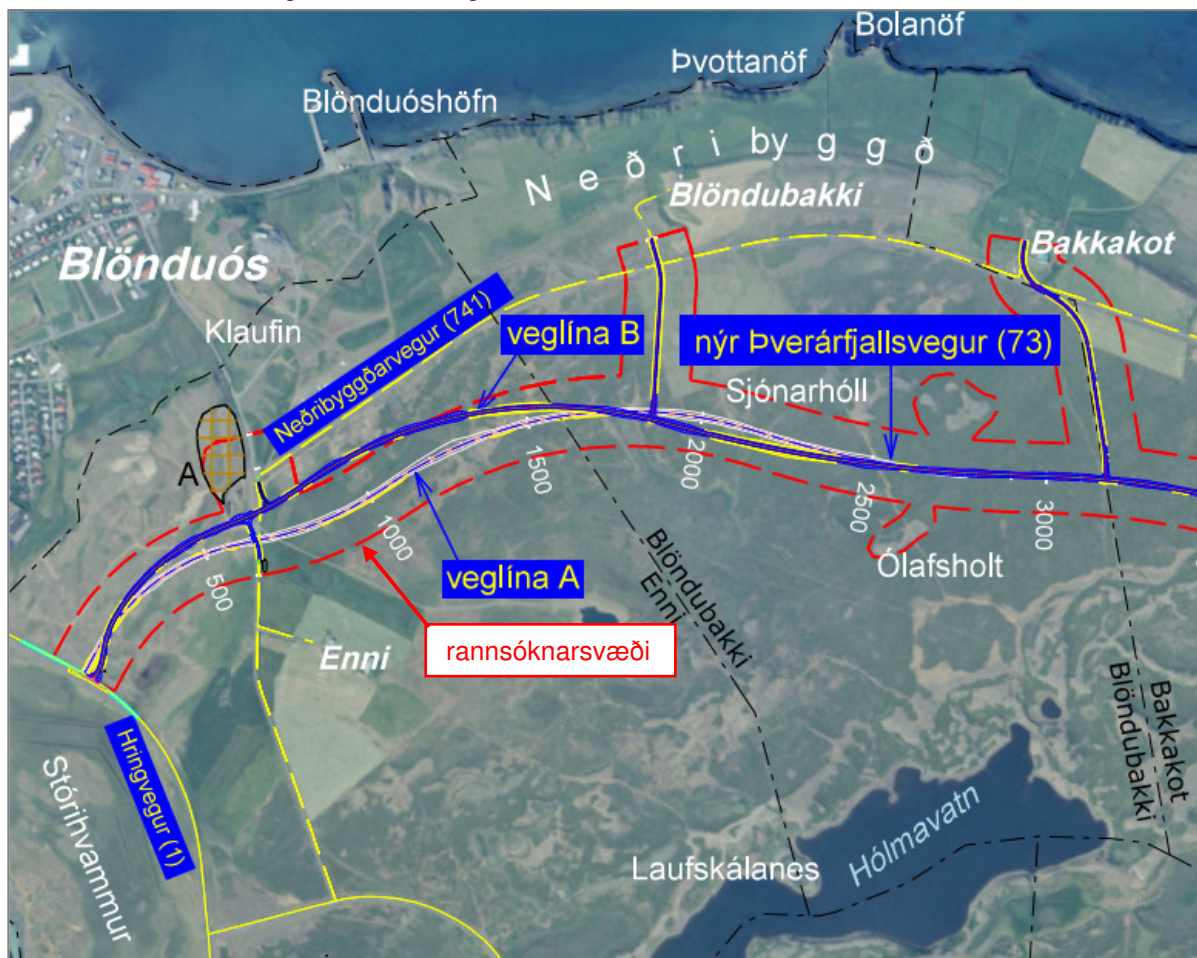 Bolanöf
Þvottanöf
Blönduóshöfn
Neðribyggð
Blöndubakki
Bakkakot
Blönduós
Klaufin
Neðribyggðarvegur (741)
veglína B
nýr Þverárfjallsvegur (73)
Sjónarhóll
A
500
1000
1500
2000
2500
3000
veglína A
Ólafsholt
rannsóknarsvæði
Enni
Blöndubakki
Enni
Bakkakot
Blöndubakki
Hringvegur (1)
Stórihvammur
Laufskálanes
Hólmavatn